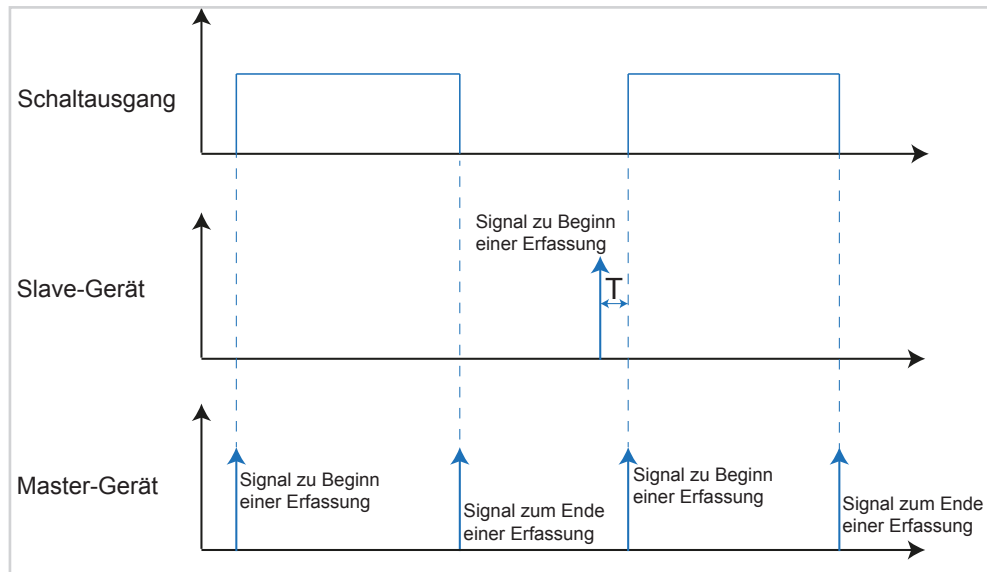 Schaltausgang
Signal zu Beginn
einer Erfassung
T
Slave-Gerät
Master-Gerät
Signal zu Beginn
einer Erfassung
Signal zum Ende
einer Erfassung
Signal zu Beginn
einer Erfassung
Signal zum Ende
einer Erfassung